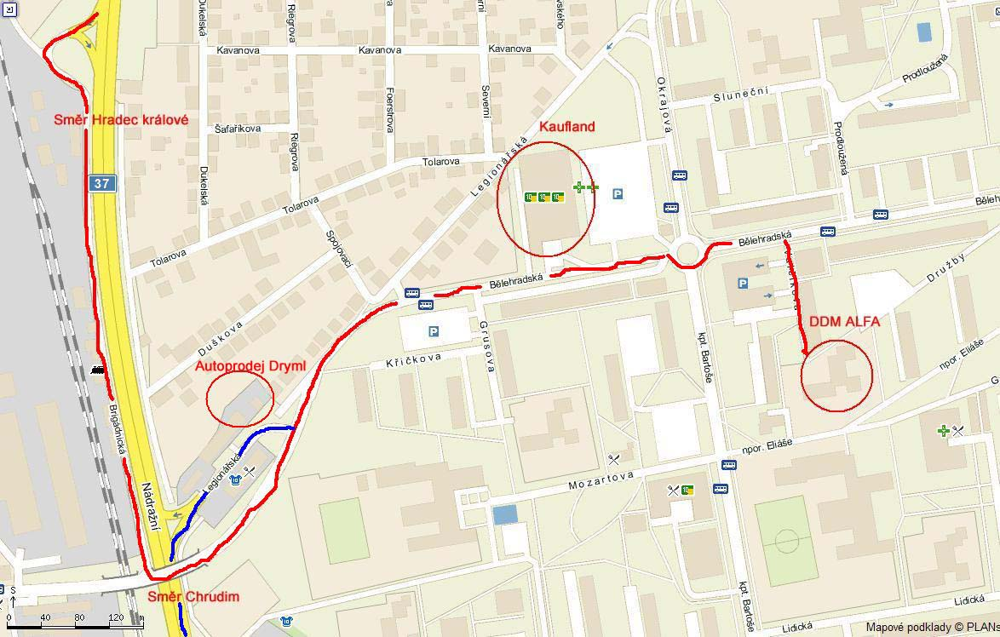 Dukelská
Riegrova
Kavanova
Kavanova
Kavanova
Foerstrova
Severní
Okrajová
Prodloužená
Sluneční
Směr Hradec králové
Šafaříkova
Riegrova
Kaufland
Prodloužená
Tolarova
Legionářská
37
Dukelská
P
Tolarova
Bělehradská
Spojovací
Bělehradská
Tolarova
Družby
P
Bělehradská
P
DDM ALFA
Duškova
Grusova
kpt. Bartoše
npor. Eliáše
Křičkova
Autoprodej Dryml
Brigádnická
npor. Eliáše
Legionářská
Mozartova
Nádražní
Směr Chrudim
kpt. Bartoše
S
Lidická
Lidická
0 40 80 120 m
Mapové podklady © PLAN